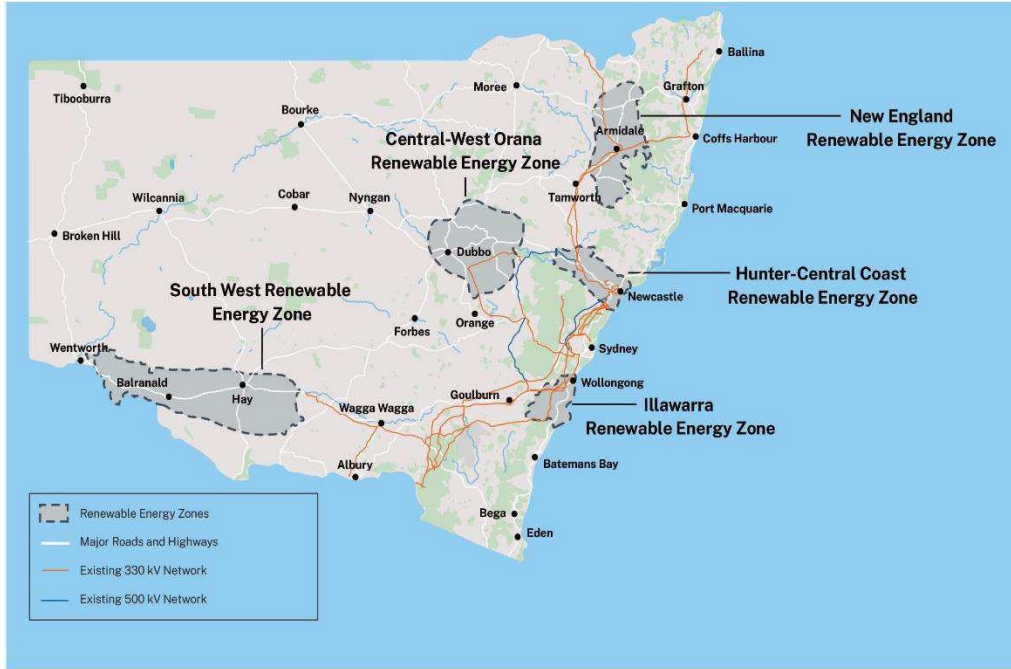 Ballina
Tibooburra
Moree
Grafton
Bourke
New England
Renewable Energy Zone
Central-West Orana
Renewable Energy Zone
Armidale
Coffs Harbour
Tamworth
Wilcannia
Cobar
Nyngan
Port Macquarie
Broken Hill
Dubbo
Hunter-Central Coast
Renewable Energy Zone
South West Renewable
Energy Zone
Newcastle
Forbes
Orange
Wentworth
Sydney
Balranald
Hay
Wollongong
Goulburn
Wagga Wagga
Illawarra
Renewable Energy Zone
Albury
Batemans Bay
Bega
Eden
Renewable Energy Zones
Major Roads and Highways
Existing 330 kV Network
Existing 500 kV Network